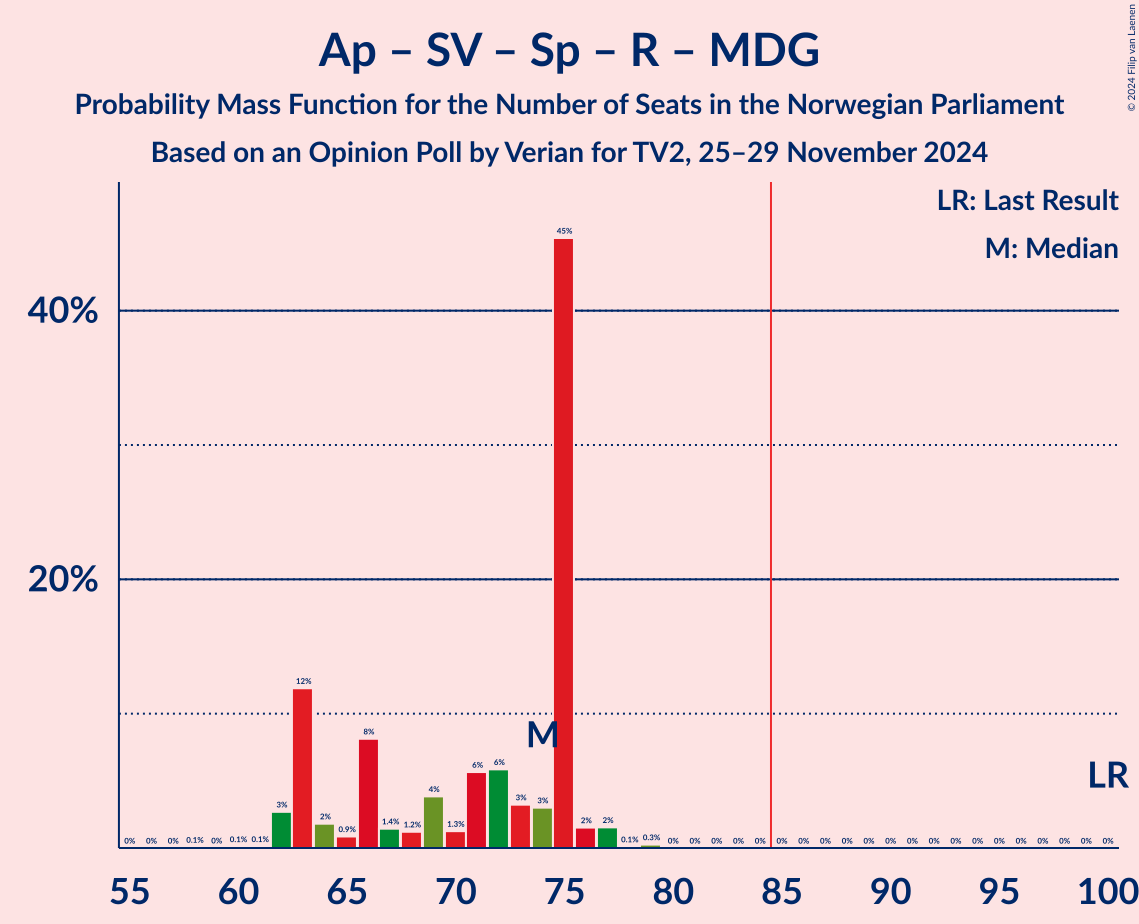 Ap – SV – Sp – R – MDG
Probability Mass Function for the Number of Seats in the Norwegian Parliament
Based on an Opinion Poll by Verian for TV2, 25–29 November 2024
© 2024 Filip van Laenen
LR: Last Result
M: Median
40%
20%
0% 0% 0% 0.1% 0% 0.1% 0.1% 3% 12% 2% 0.9% 8% 1.4% 1.2% 4% 1.3% 6% 6% 3% 3% 45% 2% 2% 0.1% 0.3% 0% 0% 0% 0% 0% 0% 0% 0% 0% 0% 0% 0% 0% 0% 0% 0% 0% 0% 0% 0% 0%
M
LR
55 60 65 70 75 80 85 90 95 100